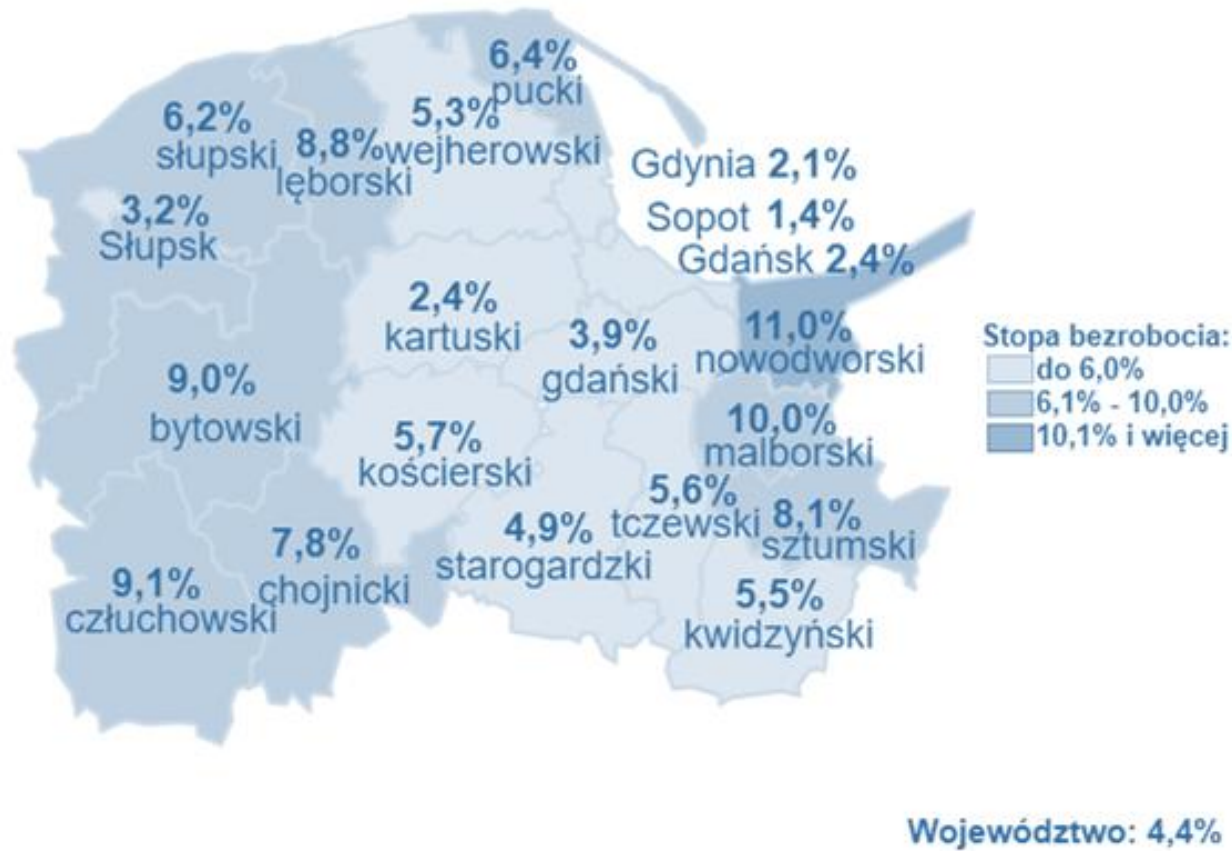 6,4%
pucki
5,3%
wejherowski
6,2%
słupski
8,8%
lęborski
Gdynia 2,1%
3,2%
Słupsk
Sopot 1,4%
Gdańsk 2,4%
2,4%
kartuski
3,9%
gdański
11,0%
nowodworski
9,0%
bytowski
5,7%
kościerski
10,0%
malborski
5,6%
tczewski
8,1%
sztumski
4,9%
starogardzki
7,8%
chojnicki
9,1%
człuchowski
5,5%
kwidzyński
Stopa bezrobocia:
do 6,0%
6,1% - 10,0%
10,1% i więcej
Województwo: 4,4%